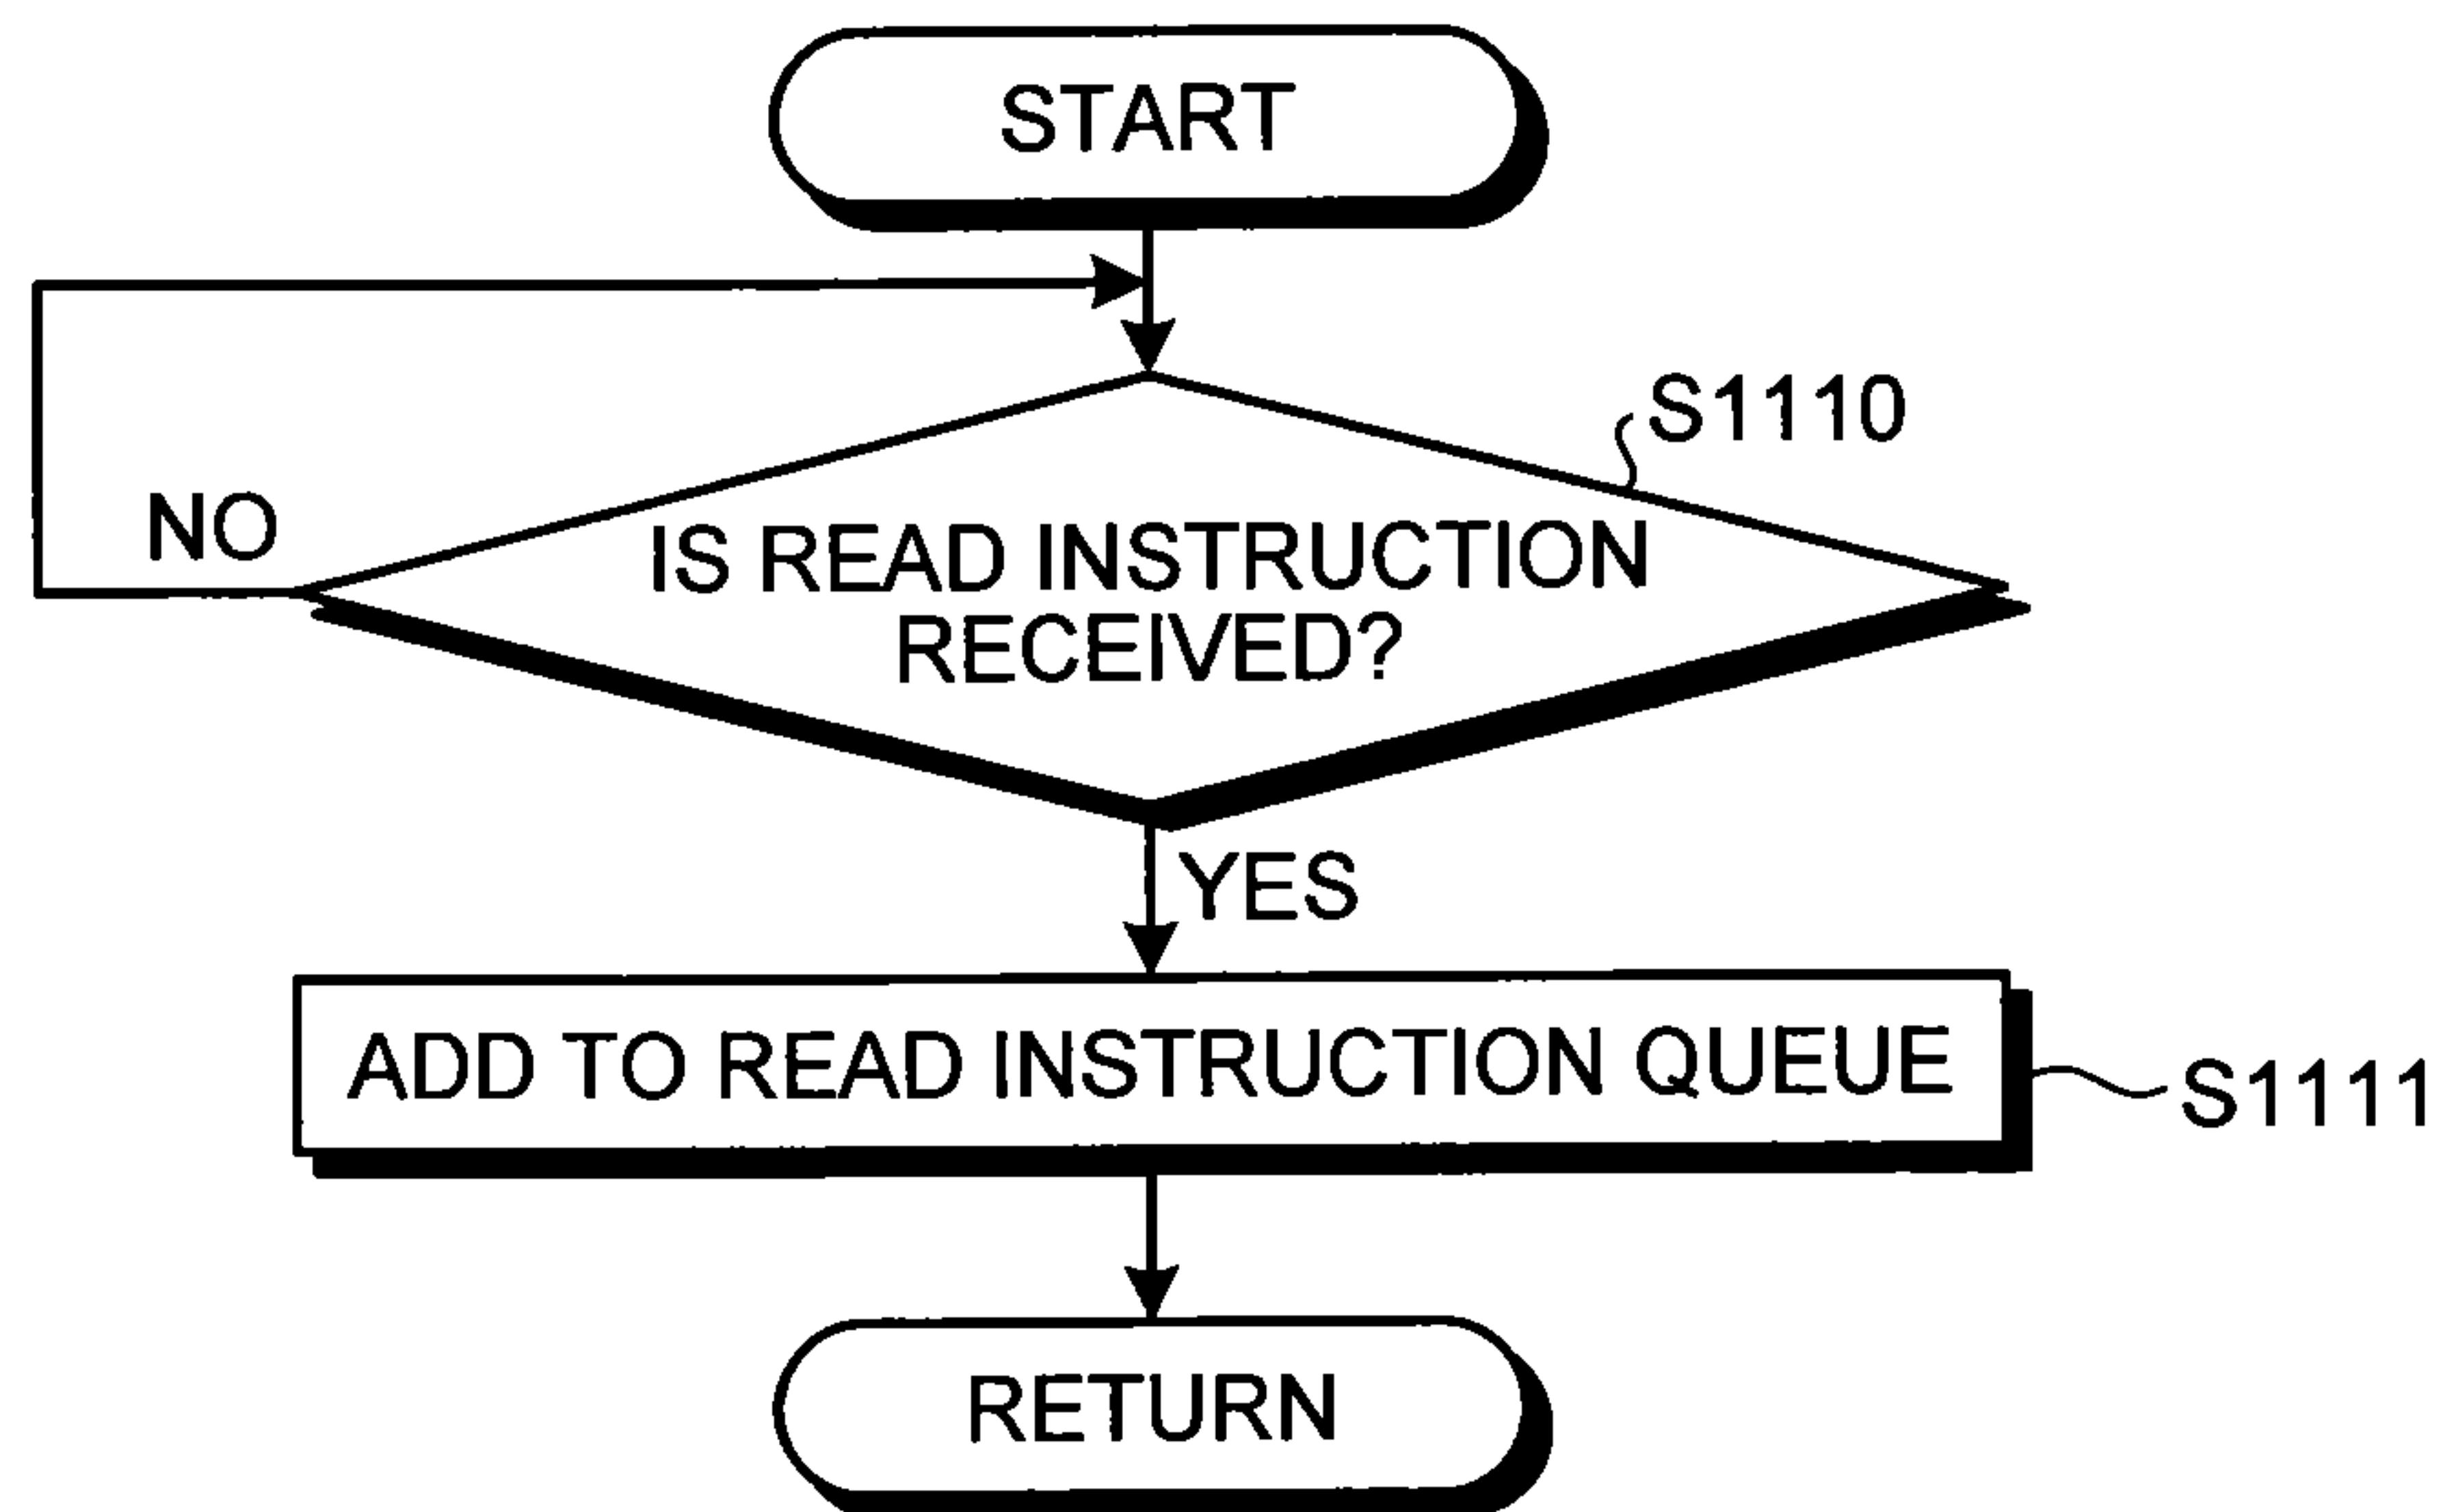 START
S1110
NO
IS READ INSTRUCTION
RECEIVED?
YES
ADD TO READ INSTRUCTION QUEUE
S1111
RETURN